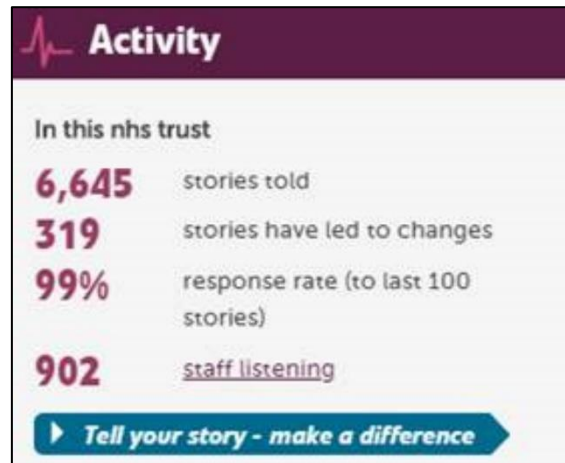 Activity
In this nhs trust
6,645 stories told
319 stories have led to changes
99% response rate (to last 100
stories)
902 staff listening
Tell your story - make a difference